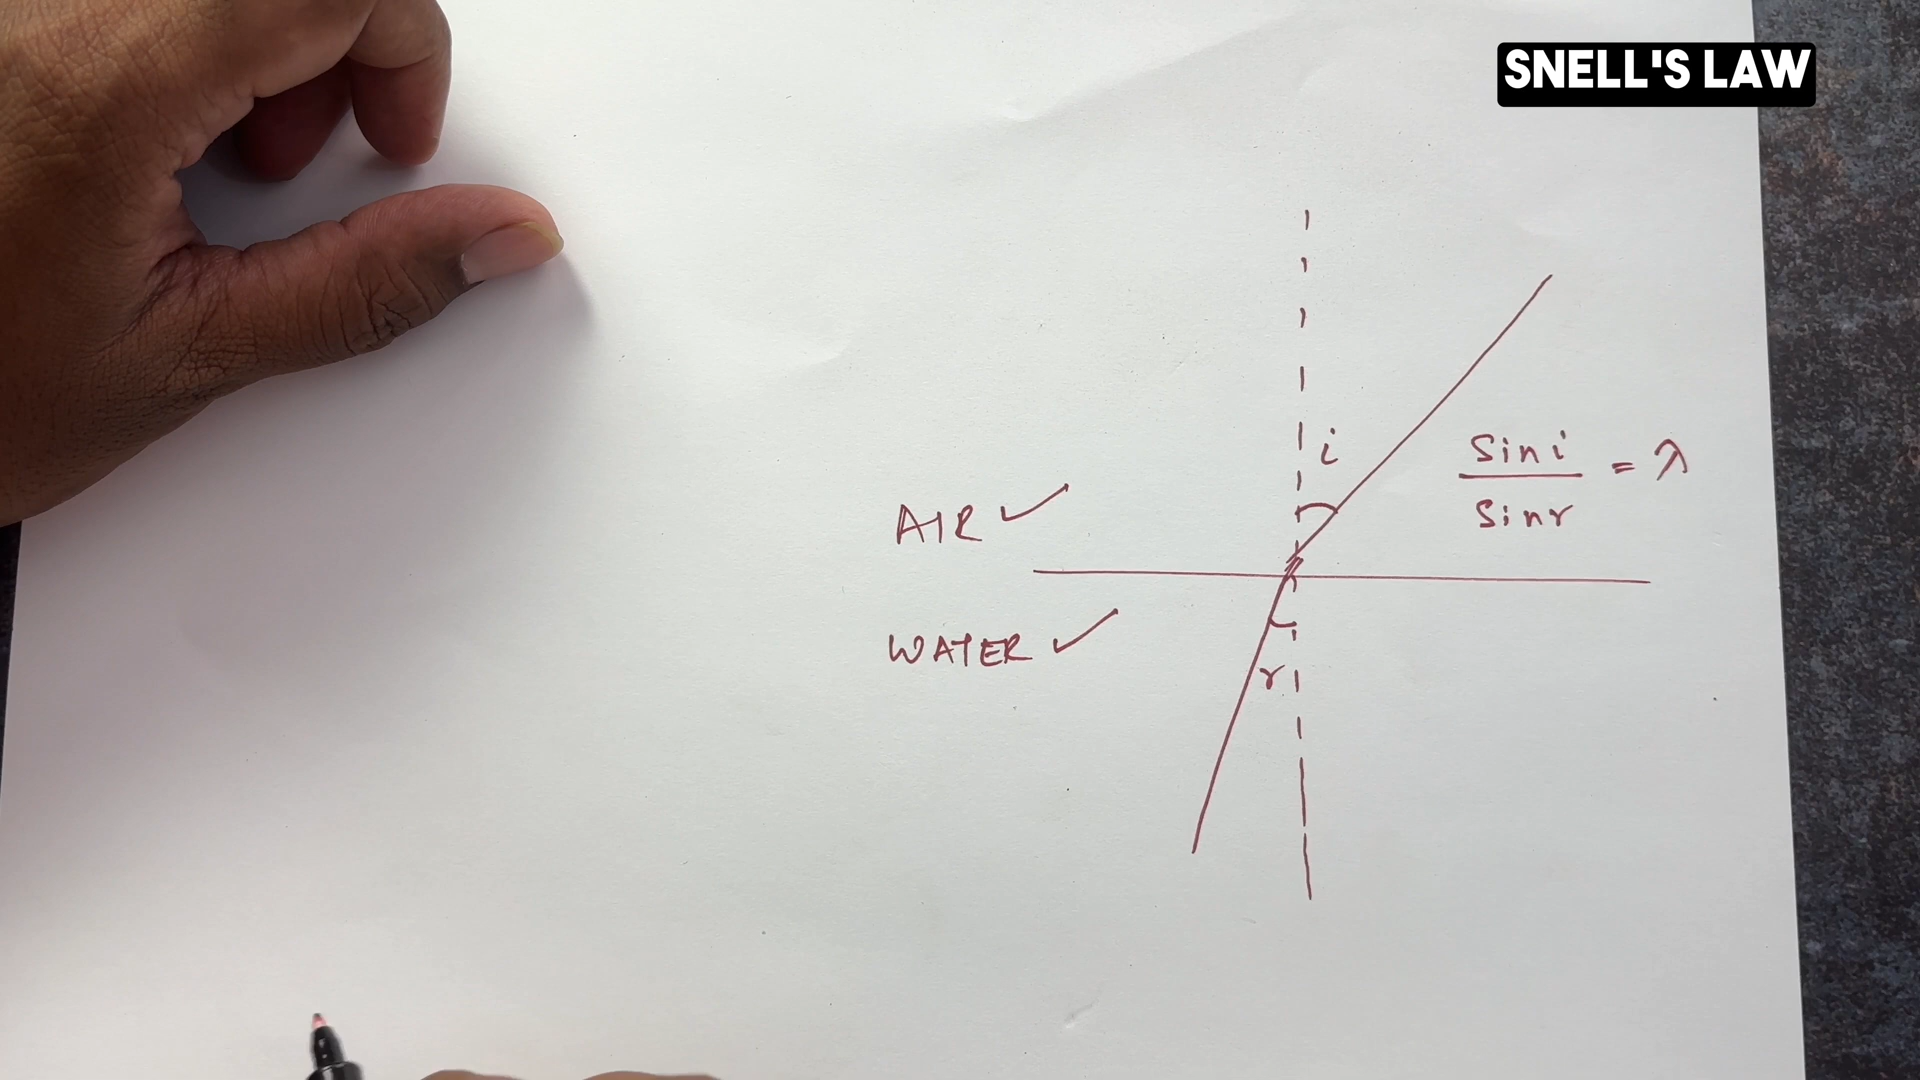 SNELL'S LAW
i
Sin i
= λ
Sin r
AIR ✓
WATER ✓
r